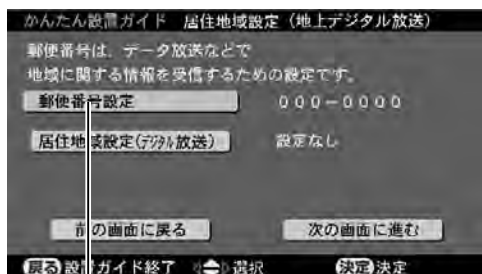 かんたん設置ガイド 居住地域設定（地上デジタル放送）
郵便番号は、データ放送などで
地域に関する情報を受信するための設定です。
郵便番号設定 000-0000
居住地域設定(デジタル放送) 設定なし
前の画面に戻る 次の画面に進む
戻る 設置ガイド終了 選択 決定 決定